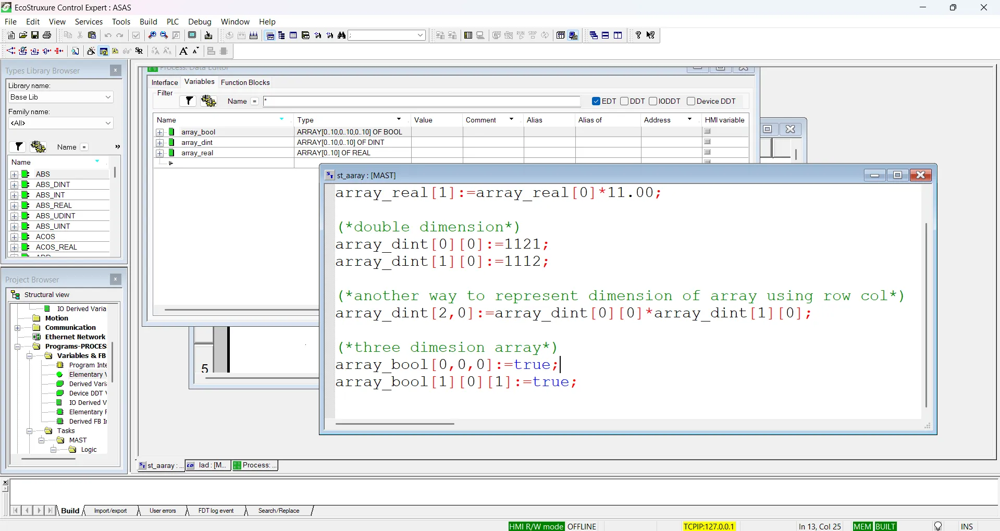 EcoStruxure Control Expert : ASAS
File Edit View Services Tools Build PLC Debug Window Help
Types Library Browser
Library name:
Base Lib
Family name:
<All>
Name = »
Name
ABS
ABS_DINT
ABS_INT
ABS_REAL
ABS_UDINT
ABS_UINT
ACOS
ACOS_REAL
ADD
Project Browser
Structural view
IO Derived Varia
Motion
Communication
Ethernet Network
Programs-PROCES
Variables & FB
Program Inte
Elementary V
Derived Varia
Device DDT V
IO Derived V
Elementary F
Derived FB In
Tasks
MAST
Logic
Process: Data Editor
Interface Variables Function Blocks
Filter
Name = *
EDT DDT IODDT Device DDT
Name Type Value Comment Alias Alias of Address HMI variable
array_bool ARRAY[0..10,0..10,0..10] OF BOOL
array_dint ARRAY[0..10,0..10] OF DINT
array_real ARRAY[0..10] OF REAL
5
st_aaray : [MAST]
array_real[1]:=array_real[0]*11.00;
(*double dimension*)
array_dint[0][0]:=1121;
array_dint[1][0]:=1112;
(*another way to represent dimension of array using row col*)
array_dint[2,0]:=array_dint[0][0]*array_dint[1][0];
(*three dimesion array*)
array_bool[0,0,0]:=true;
array_bool[1][0][1]:=true;
st_aaray : ... lad : [M... Process: ...
Build Import/export User errors FDT log event Search/Replace
HMI R/W mode OFFLINE TCPIP:127.0.0.1 ln 13, Col 25 MEM BUILT INS